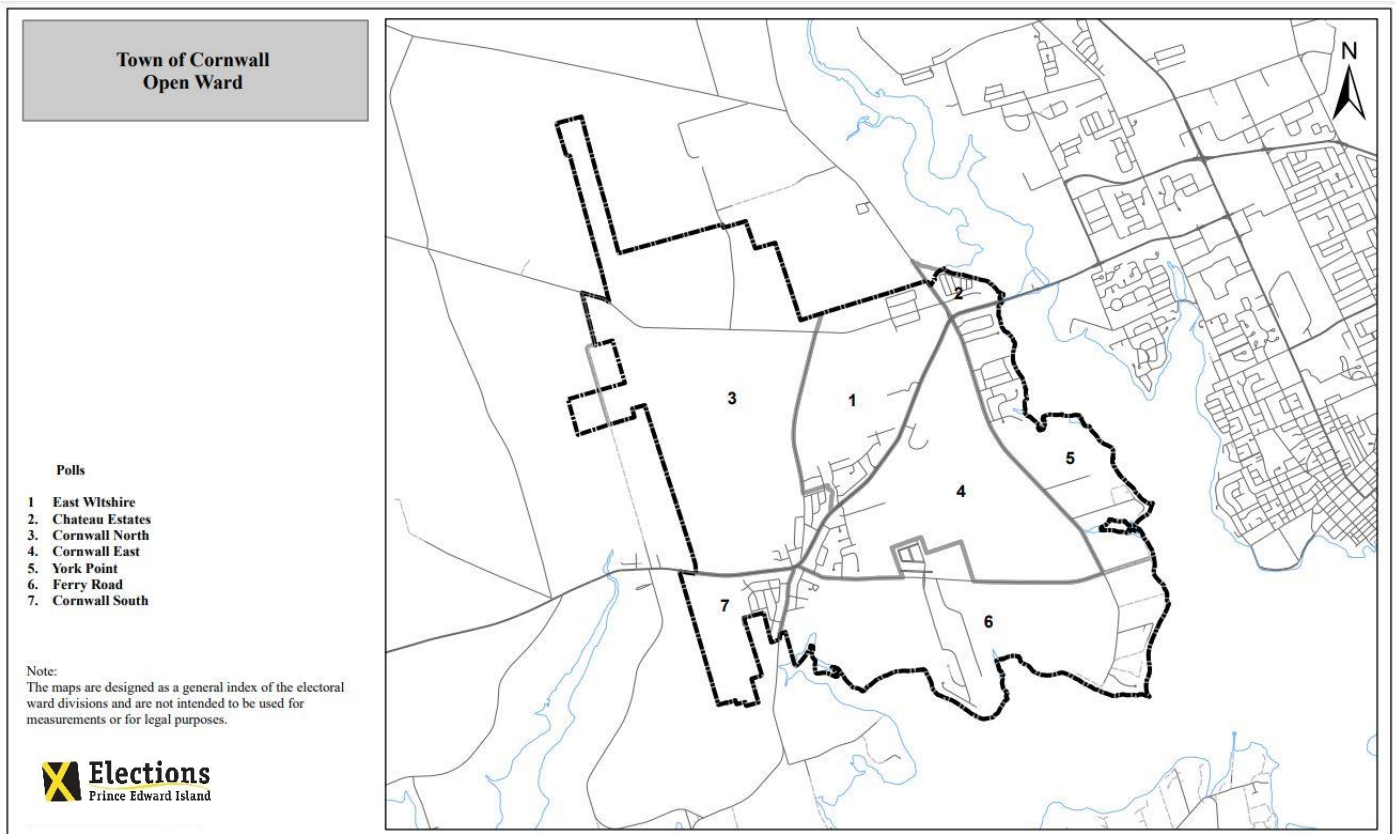 Town of Cornwall
Open Ward
N
2
3
1
5
4
7
6
Polls
1 East Wltshire
2. Chateau Estates
3. Cornwall North
4. Cornwall East
5. York Point
6. Ferry Road
7. Cornwall South
Note:
The maps are designed as a general index of the electoral
ward divisions and are not intended to be used for
measurements or for legal purposes.
X Elections
Prince Edward Island